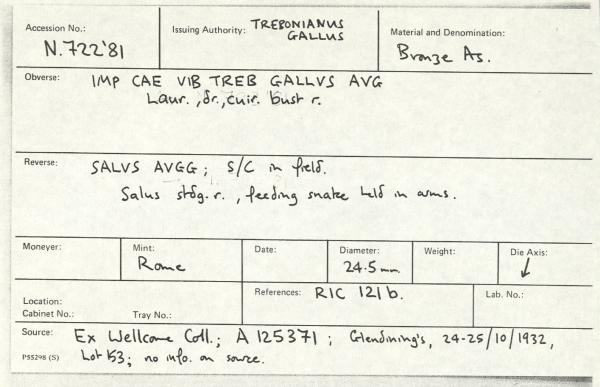 Accession No.:
N.722'81
Issuing Authority: TREBONIANUS
GALLUS
Material and Denomination:
Bronze As.
Obverse: IMP CAE VIB TREB GALLVS AVG
Laur., dr., cuir. bust r.
Reverse: SALVS AVGG; S/C in field.
Salus stdg. r., feeding snake held in arms.
Moneyer:
Mint:
Rome
Date:
Diameter:
24.5 mm.
Weight:
Die Axis:
↓
Location:
Cabinet No.: Tray No.:
References: RIC 121b.
Lab. No.:
Source: Ex Wellcome Coll.; A 125371; Glendining's, 24-25/10/1932,
P55298 (S) Lot 153; no info. on source.